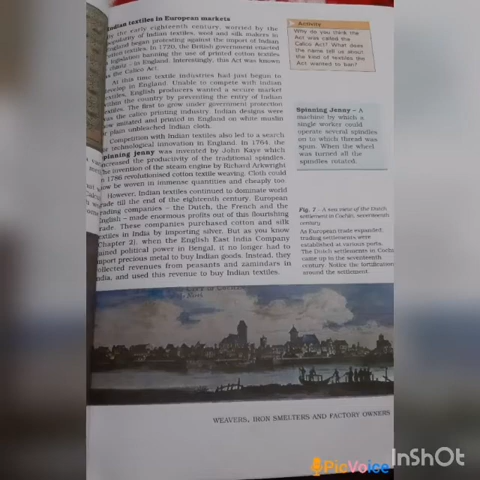 Indian textiles in European markets
By the early eighteenth century, worried by the
popularity of Indian textiles, wool and silk makers in
England began protesting against the import of Indian
cotton textiles. In 1720, the British government enacted
a legislation banning the use of printed cotton textiles
– chintz – in England. Interestingly, this Act was known
as the Calico Act.
At this time textile industries had just begun to
develop in England. Unable to compete with Indian
textiles, English producers wanted a secure market
within the country by preventing the entry of Indian
textiles. The first to grow under government protection
was the calico printing industry. Indian designs were
now imitated and printed in England on white muslin
or plain unbleached Indian cloth.
Competition with Indian textiles also led to a search
for technological innovation in England. In 1764, the
spinning jenny was invented by John Kaye which
increased the productivity of the traditional spindles.
The invention of the steam engine by Richard Arkwright
in 1786 revolutionised cotton textile weaving. Cloth could
now be woven in immense quantities and cheaply too.
However, Indian textiles continued to dominate world
trade till the end of the eighteenth century. European
trading companies – the Dutch, the French and the
English – made enormous profits out of this flourishing
trade. These companies purchased cotton and silk
textiles in India by importing silver. But as you know
(Chapter 2), when the English East India Company
gained political power in Bengal, it no longer had to
import precious metal to buy Indian goods. Instead, they
collected revenues from peasants and zamindars in
India, and used this revenue to buy Indian textiles.
Activity
Why do you think the
Act was called the
Calico Act? What does
the name tell us about
the kind of textiles the
Act wanted to ban?
Spinning Jenny – A
machine by which a
single worker could
operate several spindles
on to which thread was
spun. When the wheel
was turned all the
spindles rotated.
Fig. 7 – A sea view of the Dutch
settlement in Cochin, seventeenth
century
As European trade expanded,
trading settlements were
established at various ports.
The Dutch settlements in Cochin
came up in the seventeenth
century. Notice the fortification
around the settlement.
WEAVERS, IRON SMELTERS AND FACTORY OWNERS
PicVoice
InShOt